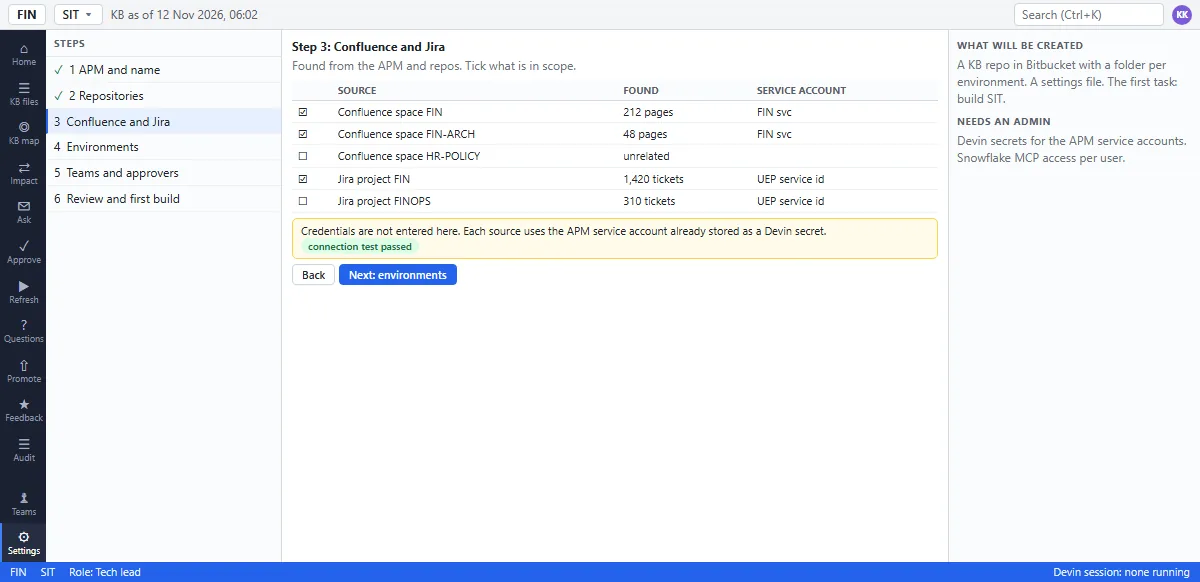 FIN SIT KB as of 12 Nov 2026, 06:02 Search (Ctrl+K) KK
Home
KB files
KB map
Impact
Ask
Approve
Refresh
Questions
Promote
Feedback
Audit
Teams
Settings
STEPS
✓ 1 APM and name
✓ 2 Repositories
3 Confluence and Jira
4 Environments
5 Teams and approvers
6 Review and first build
Step 3: Confluence and Jira
Found from the APM and repos. Tick what is in scope.
SOURCE FOUND SERVICE ACCOUNT
Confluence space FIN 212 pages FIN svc
Confluence space FIN-ARCH 48 pages FIN svc
Confluence space HR-POLICY unrelated
Jira project FIN 1,420 tickets UEP service id
Jira project FINOPS 310 tickets UEP service id
Credentials are not entered here. Each source uses the APM service account already stored as a Devin secret.
connection test passed
Back Next: environments
WHAT WILL BE CREATED
A KB repo in Bitbucket with a folder per
environment. A settings file. The first task:
build SIT.
NEEDS AN ADMIN
Devin secrets for the APM service accounts.
Snowflake MCP access per user.
FIN SIT Role: Tech lead Devin session: none running